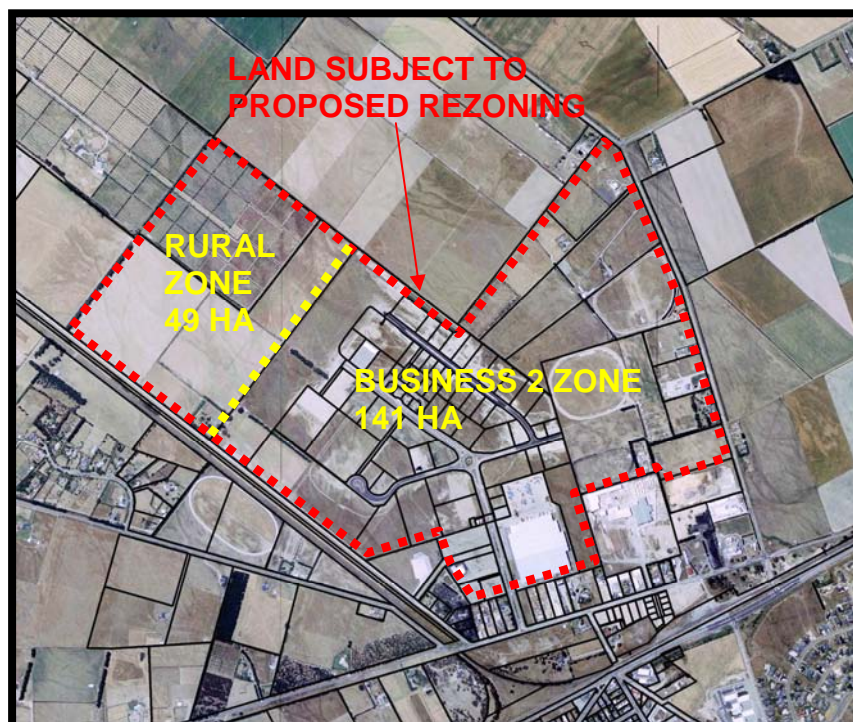 LAND SUBJECT TO
PROPOSED REZONING
RURAL
ZONE
49 HA
BUSINESS 2 ZONE
141 HA